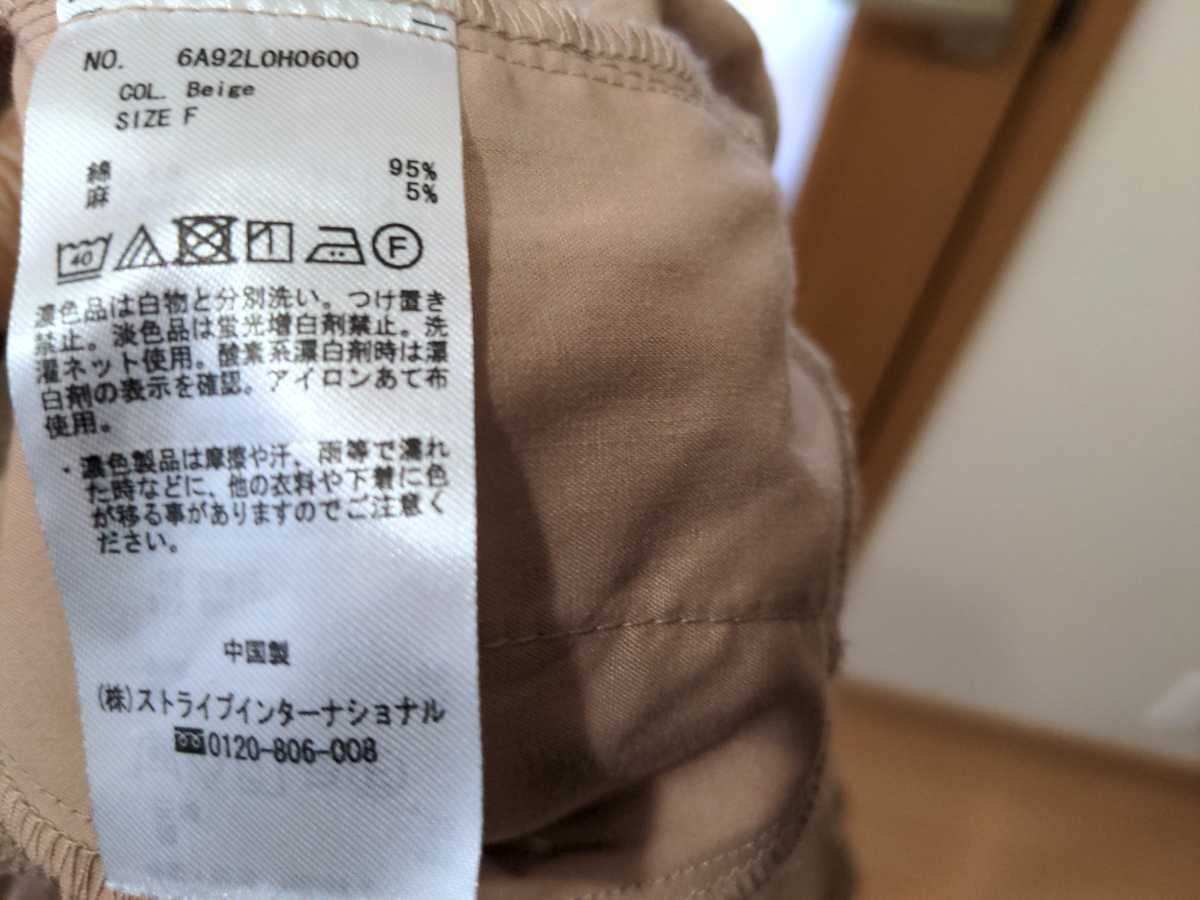 NO. 6A92L0H0600
COL. Beige
SIZE F
綿 95%
麻 5%
40 F
濃色品は白物と分別洗い。つけ置き
禁止。淡色品は蛍光増白剤禁止。洗
濯ネット使用。酸素系漂白剤時は漂
白剤の表示を確認。アイロンあて布
使用。
・濃色製品は摩擦や汗、雨等で濡れ
た時などに、他の衣料や下着に色
が移る事がありますのでご注意く
ださい。
中国製
(株)ストライプインターナショナル
0120-806-008